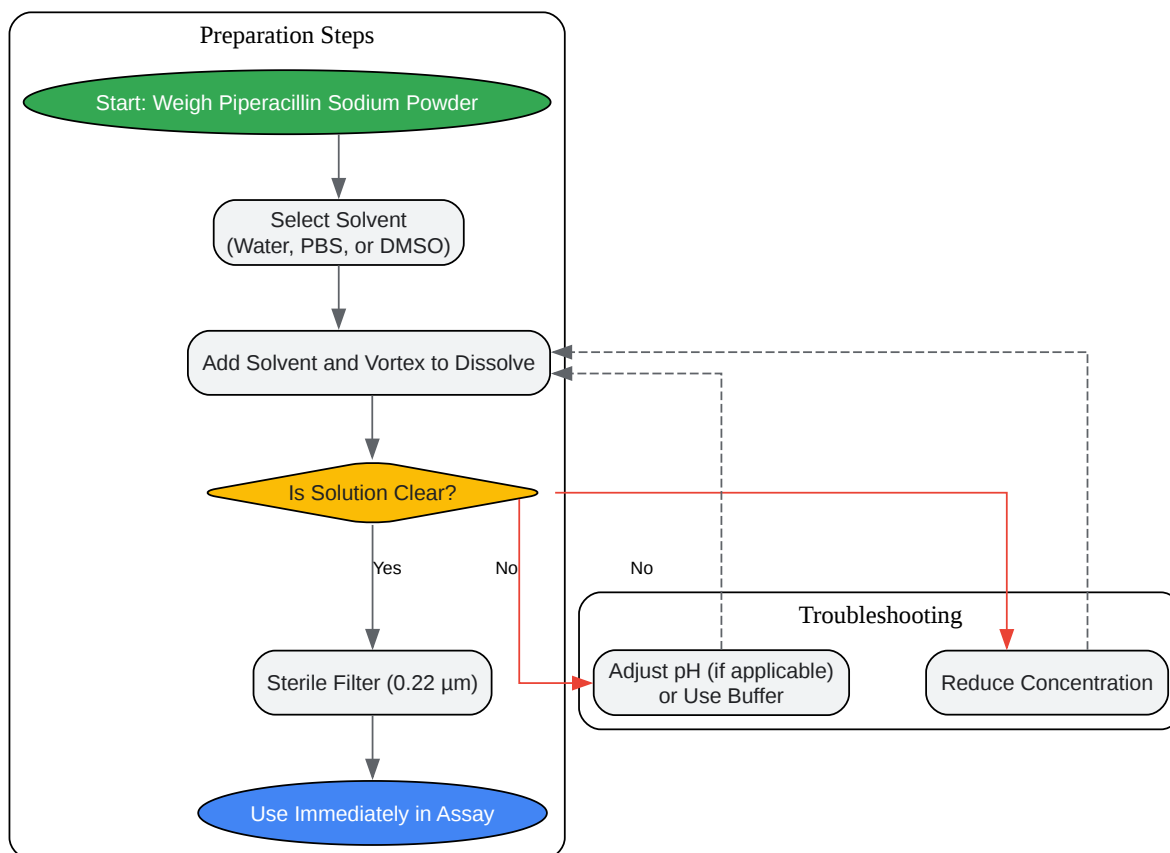 Preparation Steps
Start: Weigh Piperacillin Sodium Powder
Select Solvent
(Water, PBS, or DMSO)
Add Solvent and Vortex to Dissolve
Is Solution Clear?
Yes
No
No
Troubleshooting
Sterile Filter (0.22 µm)
Adjust pH (if applicable)
or Use Buffer
Reduce Concentration
Use Immediately in Assay